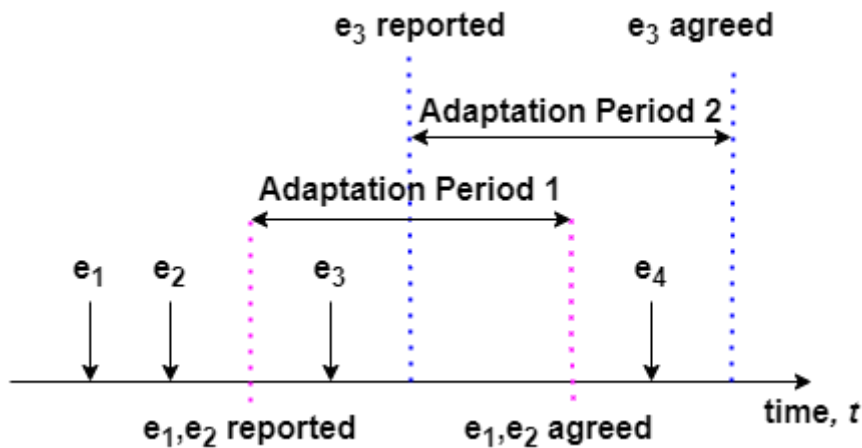 e₃ reported
e₃ agreed
Adaptation Period 2
Adaptation Period 1
e₁
e₂
e₃
e₄
time, t
e₁,e₂ reported
e₁,e₂ agreed